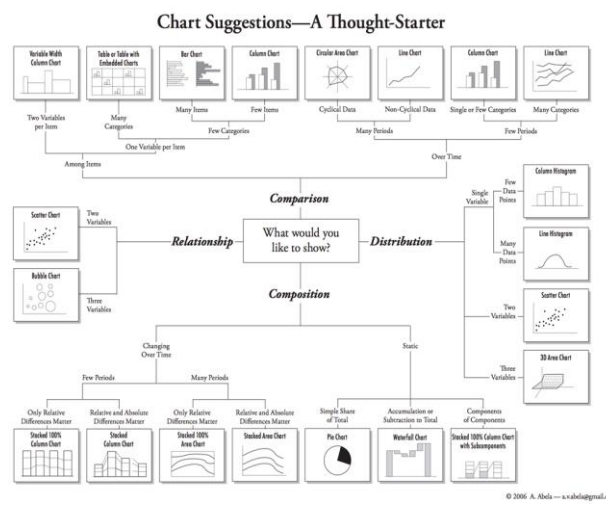 Chart Suggestions—A Thought-Starter
Variable Width
Column Chart
Table or Table with
Embedded Charts
Bar Chart
Column Chart
Circular Area Chart
Line Chart
Column Chart
Line Chart
Many Items
Few Items
Cyclical Data
Non-Cyclical Data
Single or Few Categories
Many Categories
Two Variables
per Item
Many
Categories
Few Categories
Many Periods
Few Periods
One Variable per Item
Among Items
Over Time
Comparison
What would you
like to show?
Relationship
Distribution
Composition
Scatter Chart
Two
Variables
Bubble Chart
Three
Variables
Single
Variable
Few
Data
Points
Column Histogram
Many
Data
Points
Line Histogram
Two
Variables
Scatter Chart
Three
Variables
3D Area Chart
Changing
Over Time
Static
Few Periods
Many Periods
Only Relative
Differences Matter
Relative and Absolute
Differences Matter
Only Relative
Differences Matter
Relative and Absolute
Differences Matter
Simple Share
of Total
Accumulation or
Subtraction to Total
Components
of Components
Stacked 100%
Column Chart
Stacked
Column Chart
Stacked 100%
Area Chart
Stacked Area Chart
Pie Chart
Waterfall Chart
Stacked 100% Column Chart
with Subcomponents
© 2006 A. Abela — a.v.abela@gmail.c